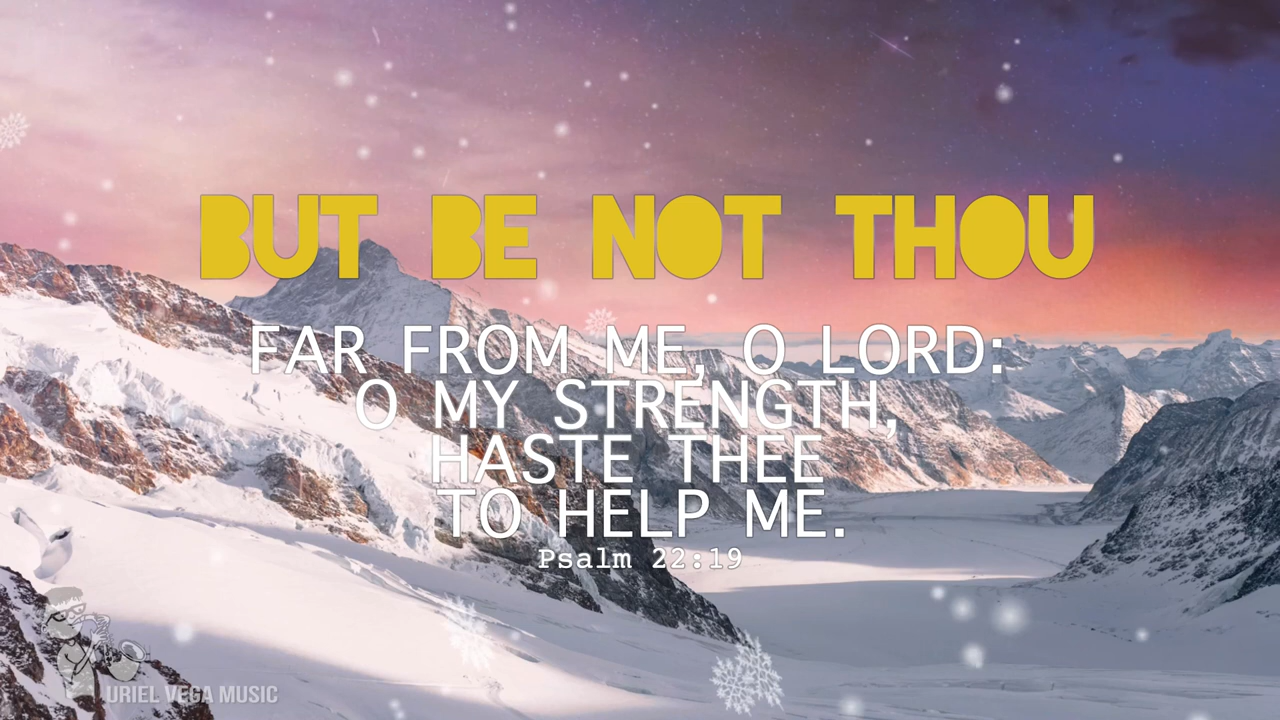 BUT BE NOT THOU
FAR FROM ME, O LORD:
O MY STRENGTH,
HASTE THEE
TO HELP ME.
Psalm 22:19
URIEL VEGA MUSIC